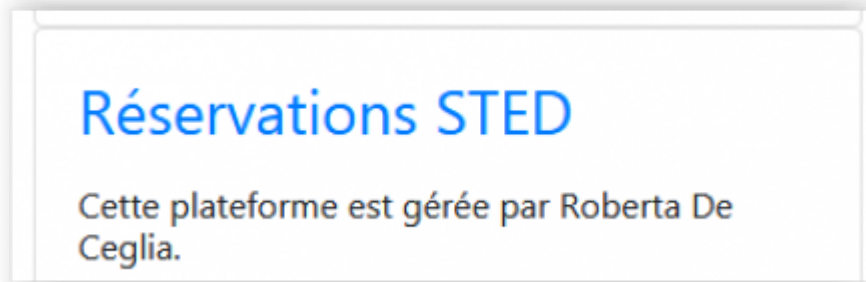 Réservations STED
Cette plateforme est gérée par Roberta De
Ceglia.